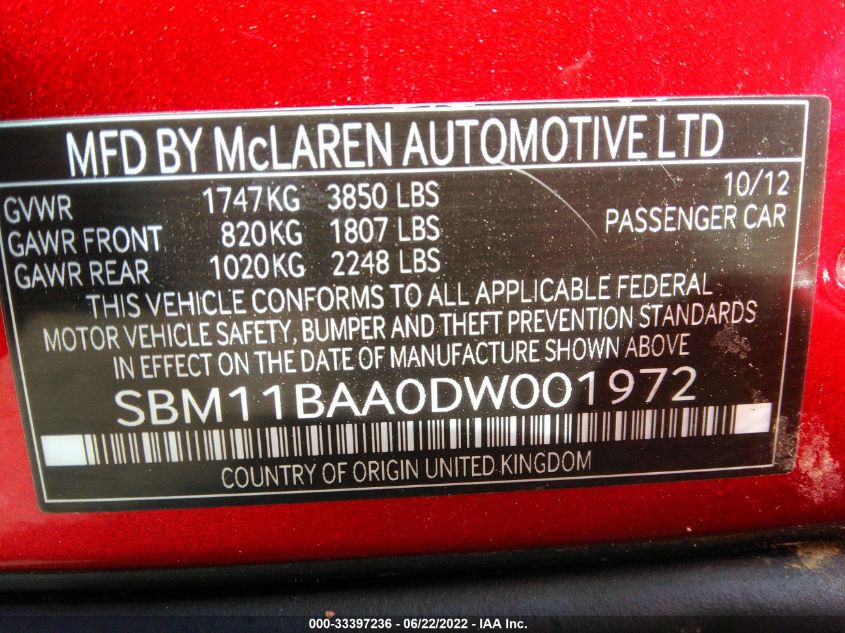 MFD BY McLAREN AUTOMOTIVE LTD
GVWR 1747KG 3850 LBS 10/12
GAWR FRONT 820KG 1807 LBS PASSENGER CAR
GAWR REAR 1020KG 2248 LBS
THIS VEHICLE CONFORMS TO ALL APPLICABLE FEDERAL
MOTOR VEHICLE SAFETY, BUMPER AND THEFT PREVENTION STANDARDS
IN EFFECT ON THE DATE OF MANUFACTURE SHOWN ABOVE
SBM11BAA0DW001972
COUNTRY OF ORIGIN UNITED KINGDOM
000-33397236 - 06/22/2022 - IAA Inc.